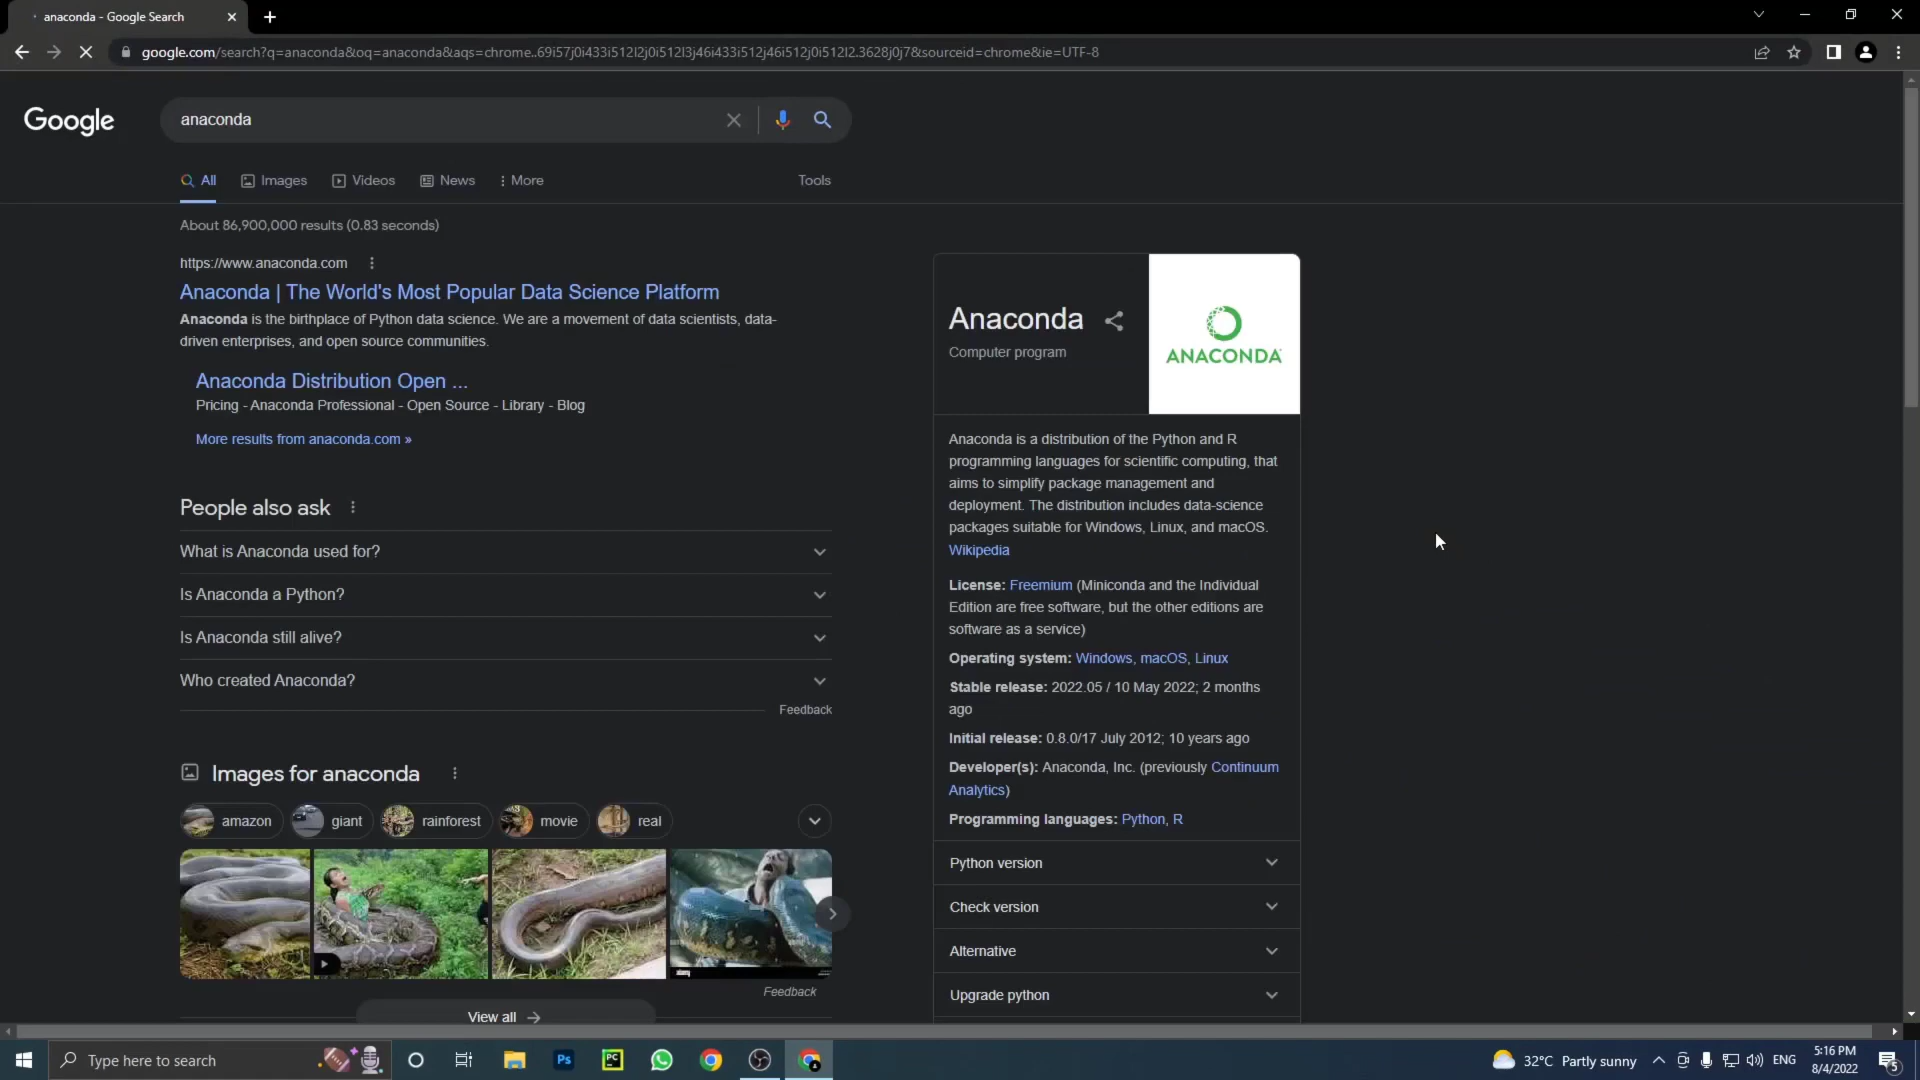 anaconda - Google Search
google.com/search?q=anaconda&oq=anaconda&aqs=chrome..69i57j0i433i512l2j0i512l3j46i433i512j46i512j0i512l2.3628j0j7&sourceid=chrome&ie=UTF-8
Google
anaconda
All
Images
Videos
News
More
Tools
About 86,900,000 results (0.83 seconds)
https://www.anaconda.com
Anaconda | The World's Most Popular Data Science Platform
Anaconda is the birthplace of Python data science. We are a movement of data scientists, data-
driven enterprises, and open source communities.
Anaconda Distribution Open ...
Pricing - Anaconda Professional - Open Source - Library - Blog
More results from anaconda.com »
People also ask
What is Anaconda used for?
Is Anaconda a Python?
Is Anaconda still alive?
Who created Anaconda?
Feedback
Images for anaconda
amazon
giant
rainforest
movie
real
Feedback
View all
Anaconda
Computer program
ANACONDA
Anaconda is a distribution of the Python and R
programming languages for scientific computing, that
aims to simplify package management and
deployment. The distribution includes data-science
packages suitable for Windows, Linux, and macOS.
Wikipedia
License: Freemium (Miniconda and the Individual
Edition are free software, but the other editions are
software as a service)
Operating system: Windows, macOS, Linux
Stable release: 2022.05 / 10 May 2022; 2 months
ago
Initial release: 0.8.0/17 July 2012; 10 years ago
Developer(s): Anaconda, Inc. (previously Continuum
Analytics)
Programming languages: Python, R
Python version
Check version
Alternative
Upgrade python
Type here to search
Ps
PC
32°C Partly sunny
ENG
5:16 PM
8/4/2022
5